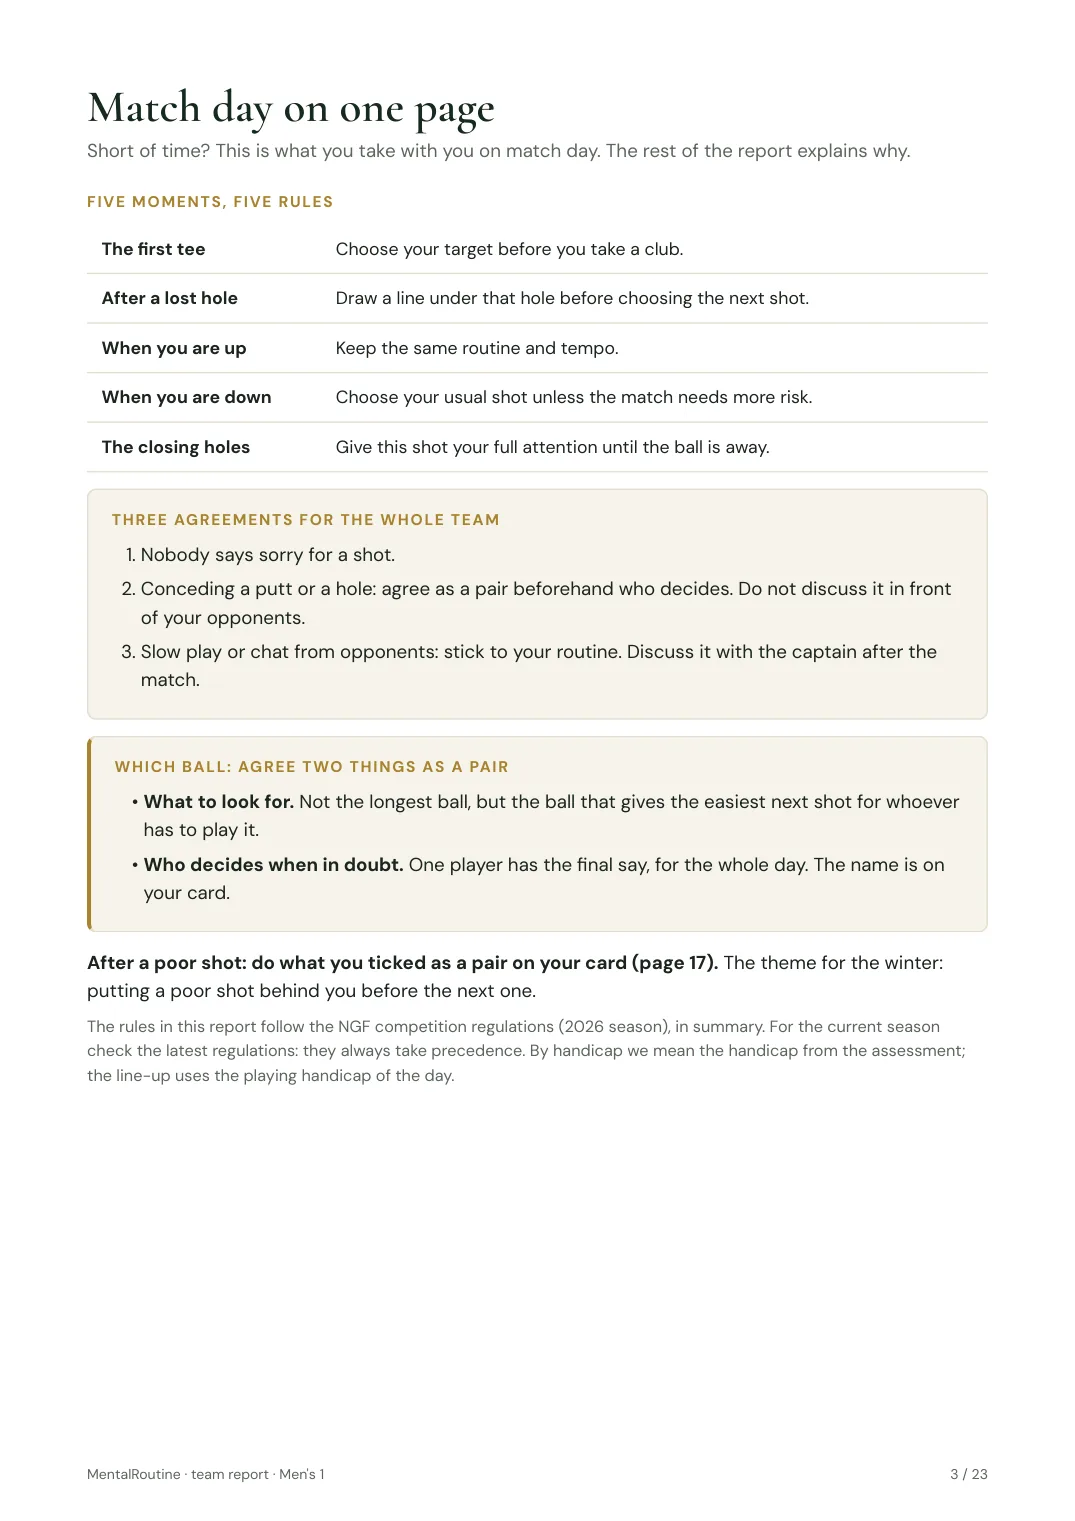 Match day on one page
Short of time? This is what you take with you on match day. The rest of the report explains why.
FIVE MOMENTS, FIVE RULES
The first tee Choose your target before you take a club.
After a lost hole Draw a line under that hole before choosing the next shot.
When you are up Keep the same routine and tempo.
When you are down Choose your usual shot unless the match needs more risk.
The closing holes Give this shot your full attention until the ball is away.
THREE AGREEMENTS FOR THE WHOLE TEAM
1. Nobody says sorry for a shot.
2. Conceding a putt or a hole: agree as a pair beforehand who decides. Do not discuss it in front
of your opponents.
3. Slow play or chat from opponents: stick to your routine. Discuss it with the captain after the
match.
WHICH BALL: AGREE TWO THINGS AS A PAIR
• What to look for. Not the longest ball, but the ball that gives the easiest next shot for whoever
has to play it.
• Who decides when in doubt. One player has the final say, for the whole day. The name is on
your card.
After a poor shot: do what you ticked as a pair on your card (page 17). The theme for the winter:
putting a poor shot behind you before the next one.
The rules in this report follow the NGF competition regulations (2026 season), in summary. For the current season
check the latest regulations: they always take precedence. By handicap we mean the handicap from the assessment;
the line-up uses the playing handicap of the day.
MentalRoutine · team report · Men's 1 3 / 23